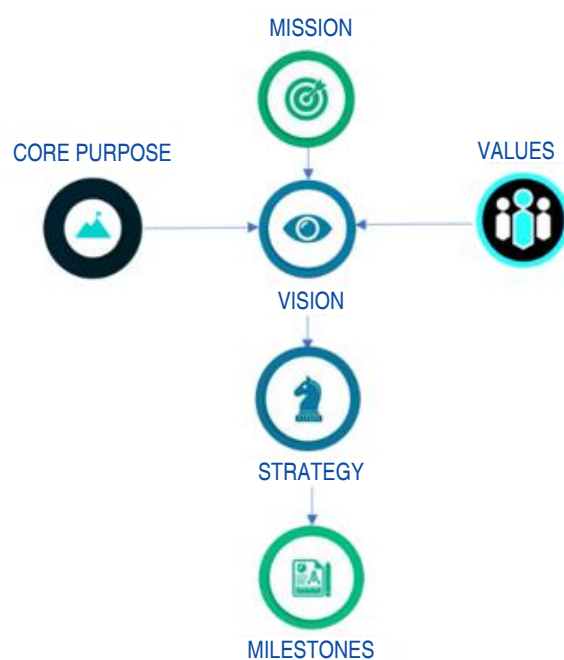 MISSION
CORE PURPOSE
VALUES
VISION
STRATEGY
MILESTONES